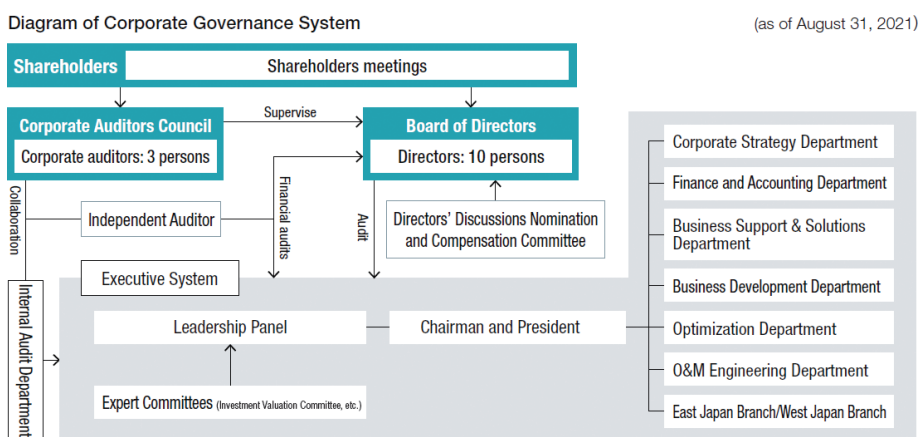 Diagram of Corporate Governance System
(as of August 31, 2021)
Shareholders
Shareholders meetings
Corporate Auditors Council
Corporate auditors: 3 persons
Supervise
Board of Directors
Directors: 10 persons
Collaboration
Independent Auditor
Financial audits
Audit
Directors' Discussions Nomination
and Compensation Committee
Executive System
Internal Audit Department
Leadership Panel
Chairman and President
Expert Committees (Investment Valuation Committee, etc.)
Corporate Strategy Department
Finance and Accounting Department
Business Support & Solutions
Department
Business Development Department
Optimization Department
O&M Engineering Department
East Japan Branch/West Japan Branch